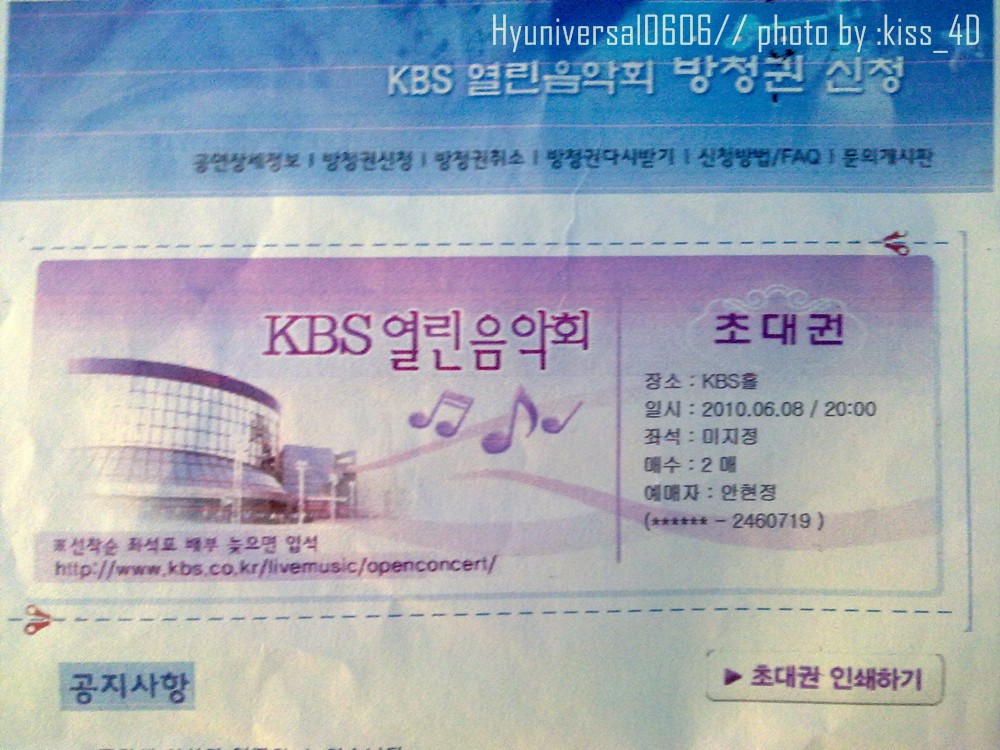 Hyuniversal0606// photo by :kiss_4D
KBS 열린음악회 방청권 신청
공연상세정보 | 방청권신청 | 방청권취소 | 방청권다시받기 | 신청방법/FAQ | 문의게시판
KBS 열린음악회
초대권
장소 : KBS홀
일시 : 2010.06.08 / 20:00
좌석 : 미지정
매수 : 2 매
예매자 : 안현정
(****** - 2460719 )
※선착순 좌석표 배부 늦으면 입석
http://www.kbs.co.kr/livemusic/openconcert/
공지사항
▶ 초대권 인쇄하기